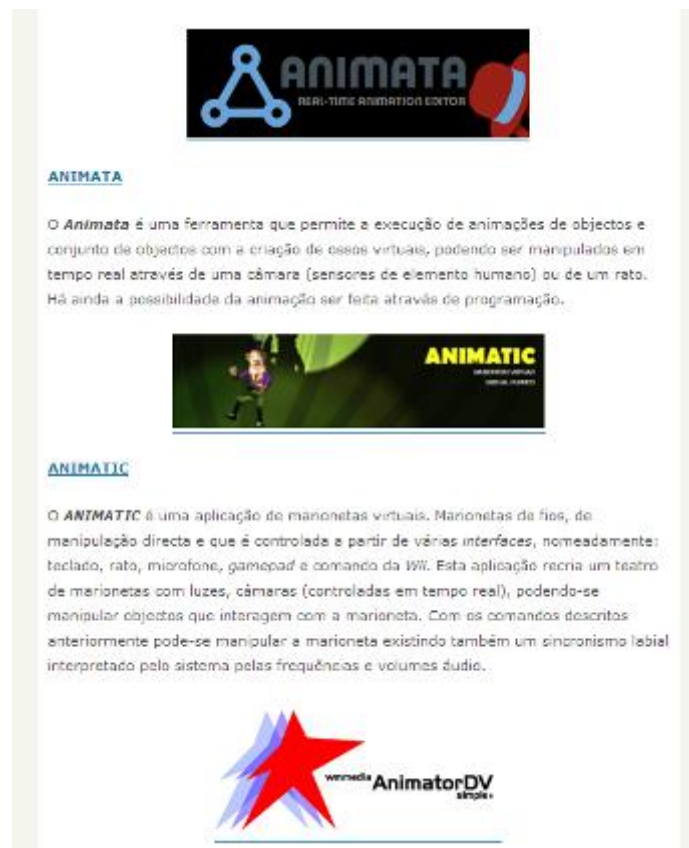 ANIMATA
REAL-TIME ANIMATION EDITOR
ANIMATA
O Animata é uma ferramenta que permite a execução de animações de objectos e
conjunto de objectos com a criação de ossos virtuais, podendo ser manipulados em
tempo real através de uma câmara (sensores de elemento humano) ou de um rato.
Há ainda a possibilidade da animação ser feita através de programação.
ANIMATIC
ANIMATIC
O ANIMATIC é uma aplicação de marionetas virtuais. Marionetas de fios, de
manipulação directa e que é controlada a partir de várias interfaces, nomeadamente:
teclado, rato, microfone, gamepad e comando da Wii. Esta aplicação recria um teatro
de marionetas com luzes, câmaras (controladas em tempo real), podendo-se
manipular objectos que interagem com a marioneta. Com os comandos descritos
anteriormente pode-se manipular a marioneta existindo também um sincronismo labial
interpretado pelo sistema pelas frequências e volumes áudio.
wmmedia AnimatorDV
simple+